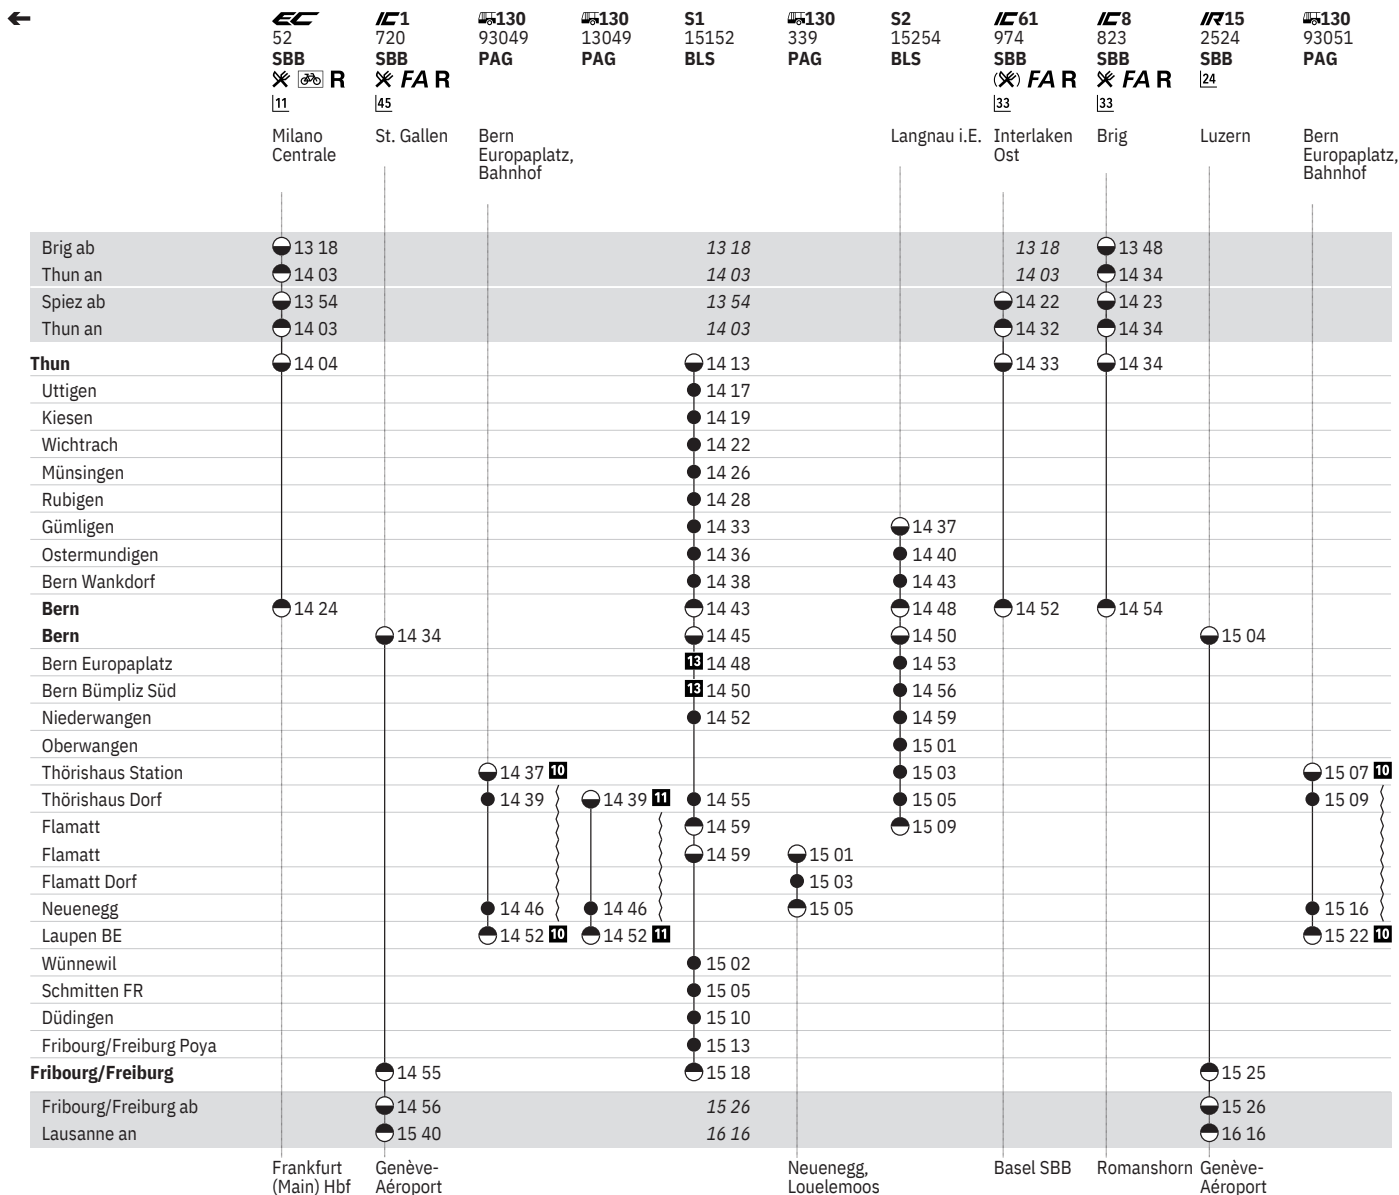 EC IC1 130 130 S1 130 S2 IC61 IC8 IR15 130
52 720 93049 13049 15152 339 15254 974 823 2524 93051
SBB SBB PAG PAG BLS PAG BLS SBB SBB SBB PAG
R FA R FA R FA R 24
11 45 33 33
Milano St. Gallen Bern Langnau i.E. Interlaken Brig Luzern Bern
Centrale Europaplatz, Ost Europaplatz,
Bahnhof Bahnhof
Brig ab 13 18 13 18 13 18 13 48
Thun an 14 03 14 03 14 03 14 34
Spiez ab 13 54 13 54 14 22 14 23
Thun an 14 03 14 03 14 32 14 34
Thun 14 04 14 13 14 33 14 34
Uttigen 14 17
Kiesen 14 19
Wichtrach 14 22
Münsingen 14 26
Rubigen 14 28
Gümligen 14 33 14 37
Ostermundigen 14 36 14 40
Bern Wankdorf 14 38 14 43
Bern 14 24 14 43 14 48 14 52 14 54
Bern 14 34 14 45 14 50 15 04
Bern Europaplatz 13 14 48 14 53
Bern Bümpliz Süd 13 14 50 14 56
Niederwangen 14 52 14 59
Oberwangen 15 01
Thörishaus Station 14 37 10 15 03 15 07 10
Thörishaus Dorf 14 39 14 39 11 14 55 15 05 15 09
Flamatt 14 59 15 09
Flamatt 14 59 15 01
Flamatt Dorf 15 03
Neuenegg 14 46 14 46 15 05 15 16
Laupen BE 14 52 10 14 52 11 15 22 10
Wünnewil 15 02
Schmitten FR 15 05
Düdingen 15 10
Fribourg/Freiburg Poya 15 13
Fribourg/Freiburg 14 55 15 18 15 25
Fribourg/Freiburg ab 14 56 15 26 15 26
Lausanne an 15 40 16 16 16 16
Frankfurt Genève- Neuenegg, Basel SBB Romanshorn Genève-
(Main) Hbf Aéroport Louelemoos Aéroport